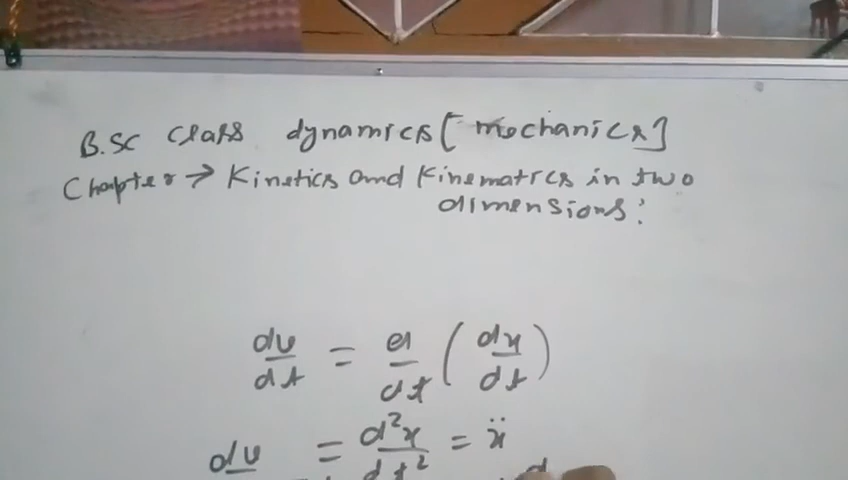 B.SC Class dynamics [mechanics]
Chapter → Kinetics and Kinematics in two
dimensions:
dv/dt = d/dt (dx/dt)
dv = d²x/dt² = ẍ
d